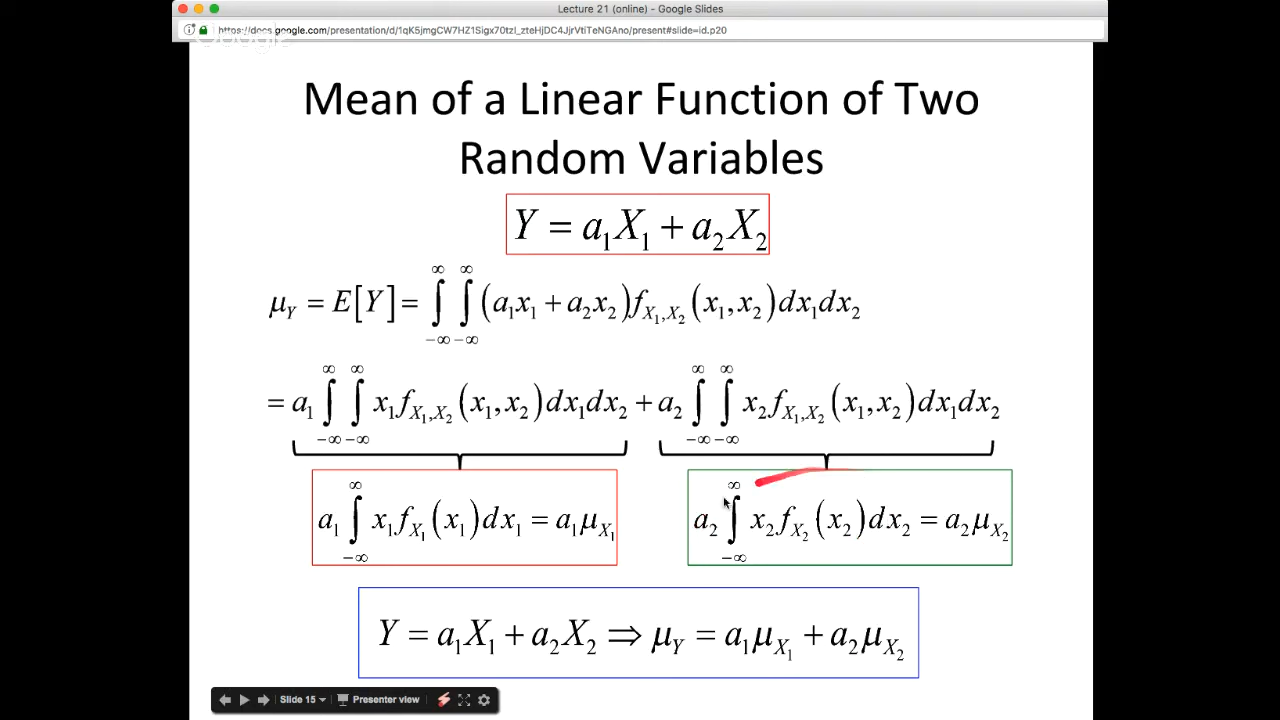 Lecture 21 (online) - Google Slides
https://docs.google.com/presentation/d/1qK5jmgCW7HZ1Sigx70tzI_zteHjDC4JjrVtiTeNGAno/present#slide=id.p20
Mean of a Linear Function of Two
Random Variables
Y = a₁X₁ + a₂X₂
μ_Y = E[Y] = ∫_{-∞}^{∞} ∫_{-∞}^{∞} (a₁x₁ + a₂x₂) f_{X₁,X₂}(x₁, x₂) dx₁dx₂
= a₁ ∫_{-∞}^{∞} ∫_{-∞}^{∞} x₁ f_{X₁,X₂}(x₁, x₂) dx₁dx₂ + a₂ ∫_{-∞}^{∞} ∫_{-∞}^{∞} x₂ f_{X₁,X₂}(x₁, x₂) dx₁dx₂
a₁ ∫_{-∞}^{∞} x₁ f_{X₁}(x₁) dx₁ = a₁μ_{X₁}
a₂ ∫_{-∞}^{∞} x₂ f_{X₂}(x₂) dx₂ = a₂μ_{X₂}
Y = a₁X₁ + a₂X₂ ⇒ μ_Y = a₁μ_{X₁} + a₂μ_{X₂}
Slide 15
Presenter view